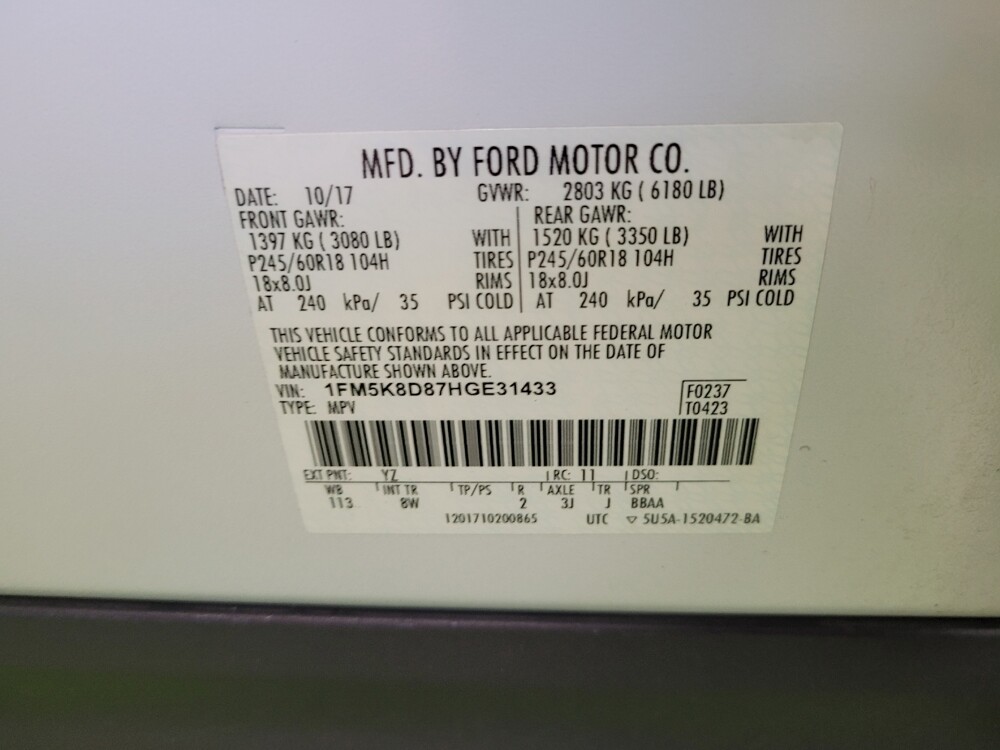 MFD. BY FORD MOTOR CO.
DATE: 10/17 GVWR: 2803 KG ( 6180 LB)
FRONT GAWR: REAR GAWR:
1397 KG ( 3080 LB) WITH 1520 KG ( 3350 LB) WITH
P245/60R18 104H TIRES P245/60R18 104H TIRES
18x8.0J RIMS 18x8.0J RIMS
AT 240 kPa/ 35 PSI COLD AT 240 kPa/ 35 PSI COLD
THIS VEHICLE CONFORMS TO ALL APPLICABLE FEDERAL MOTOR
VEHICLE SAFETY STANDARDS IN EFFECT ON THE DATE OF
MANUFACTURE SHOWN ABOVE.
VIN: 1FM5K8D87HGE31433 F0237
TYPE: MPV T0423
EXT PNT: YZ RC: 11 DSO:
WB INT TR TP/PS R AXLE TR SPR
113 8W 2 3J J BBAA
1201710200865 UTC ▽ 5U5A-1520472-BA